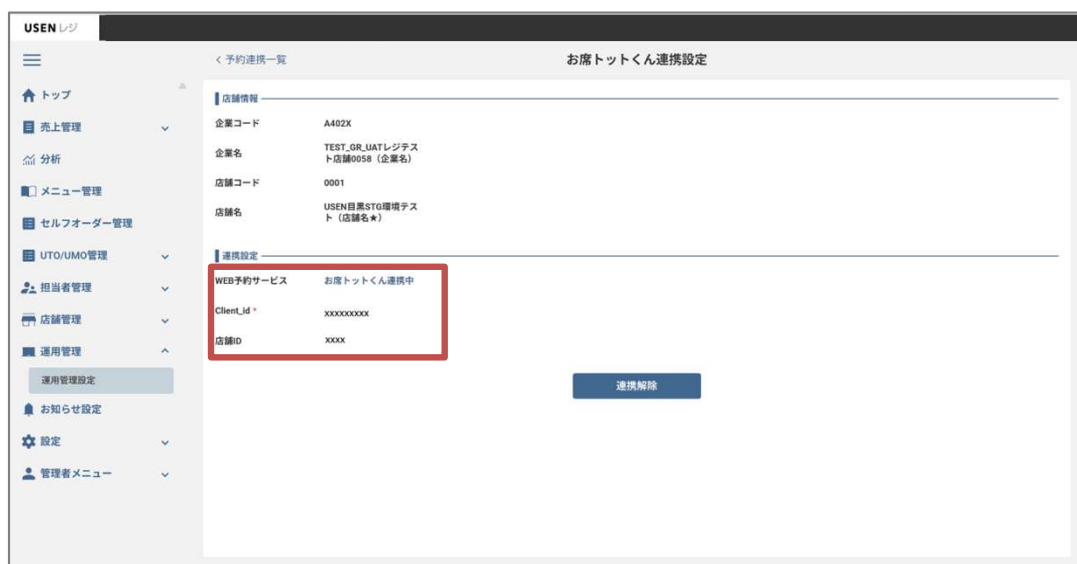 USEN レジ
< 予約連携一覧
お席トットくん連携設定
トップ
売上管理
分析
メニュー管理
セルフオーダー管理
UTO/UMO管理
担当者管理
店舗管理
運用管理
運用管理設定
お知らせ設定
設定
管理者メニュー
店舗情報
企業コード A402X
企業名 TEST_GR_UATレジテス
ト店舗0058（企業名）
店舗コード 0001
店舗名 USEN目黒STG環境テス
ト（店舗名★）
連携設定
WEB予約サービス お席トットくん連携中
Client_id * xxxxxxxxx
店舗ID xxxx
連携解除